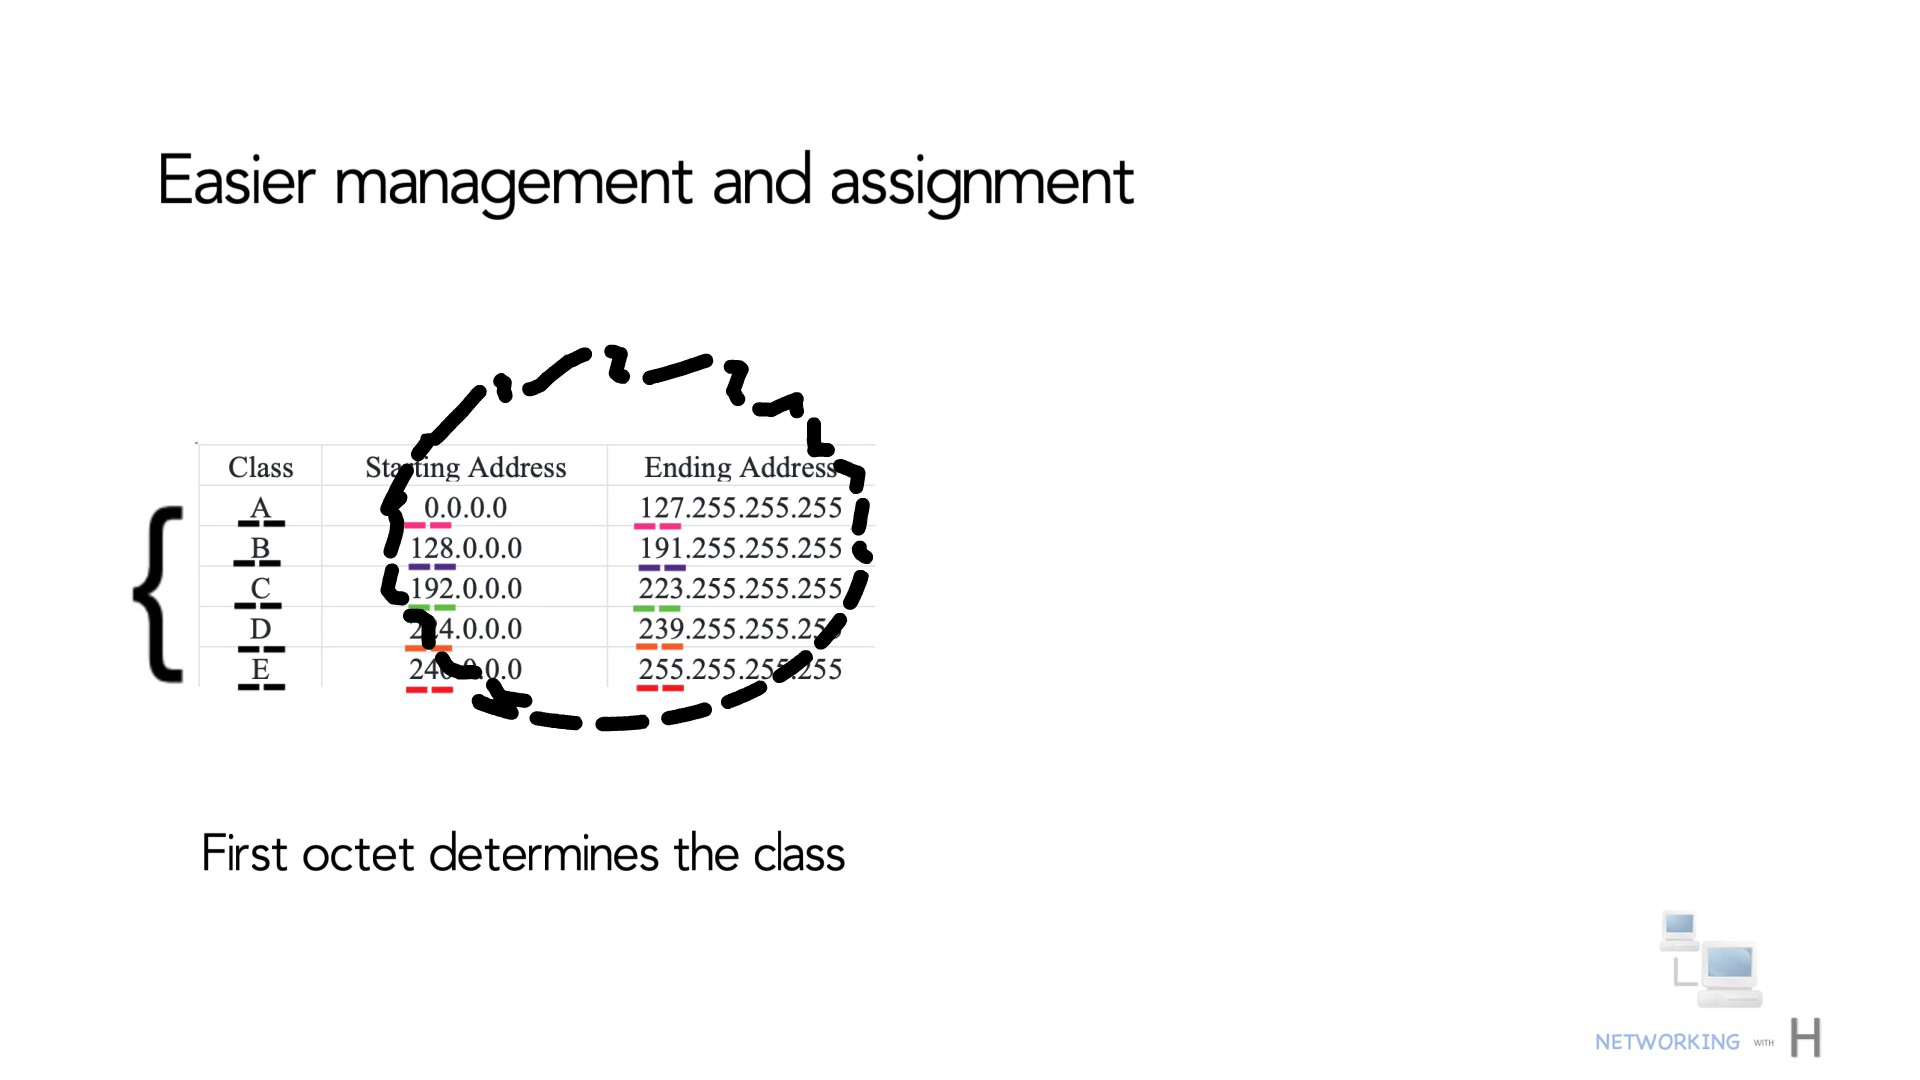 Easier management and assignment
Class Starting Address Ending Address
A 0.0.0.0 127.255.255.255
B 128.0.0.0 191.255.255.255
C 192.0.0.0 223.255.255.255
D 224.0.0.0 239.255.255.255
E 240.0.0.0 255.255.255.255
First octet determines the class
NETWORKING WITH H